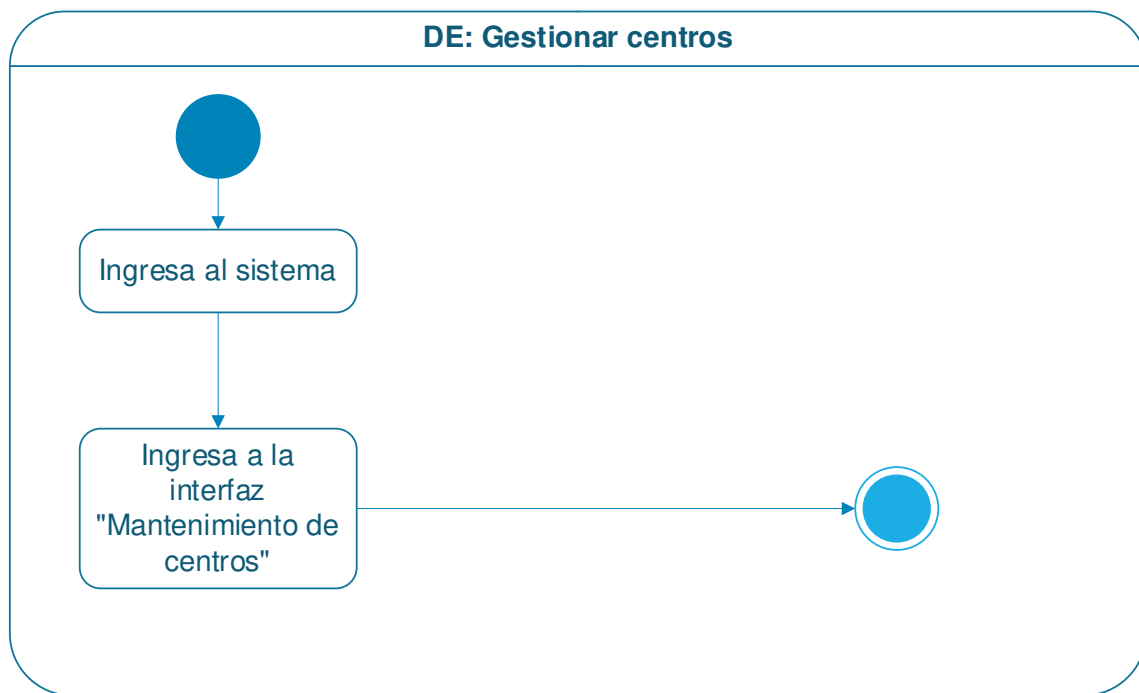 DE: Gestionar centros
Ingresa al sistema
Ingresa a la
interfaz
"Mantenimiento de
centros"